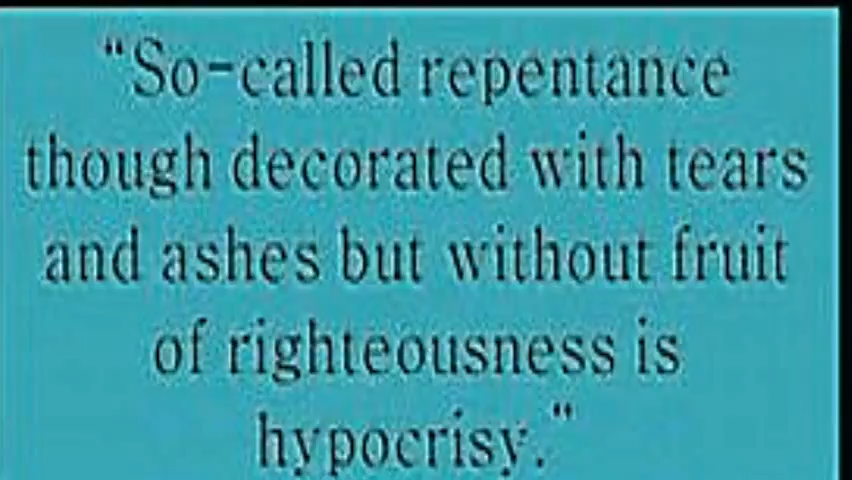 “So-called repentance
though decorated with tears
and ashes but without fruit
of righteousness is
hypocrisy."